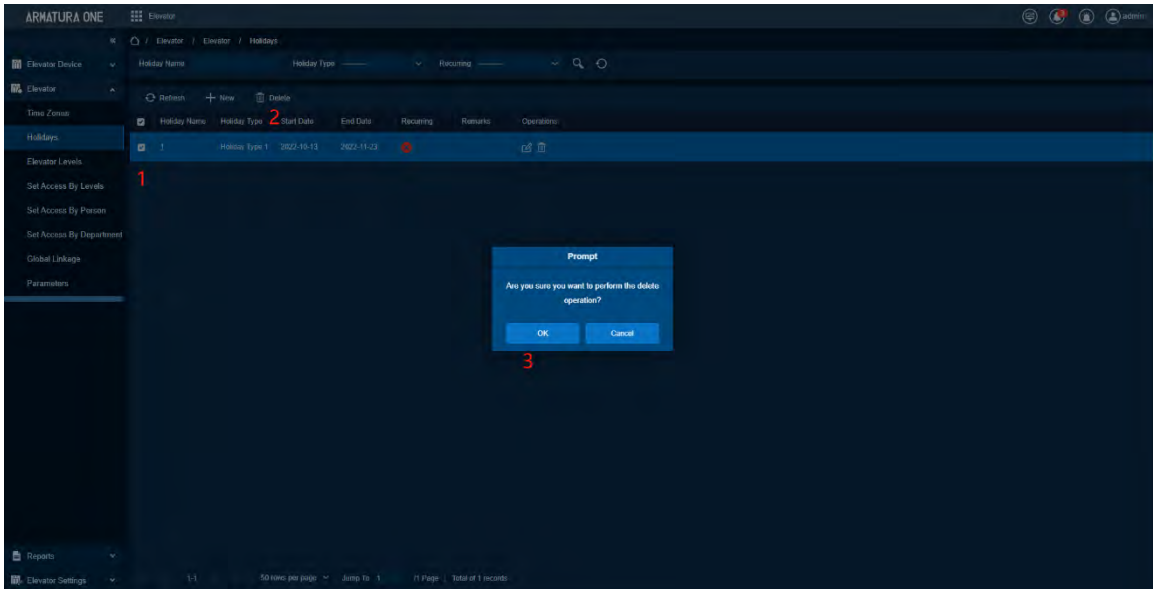 ARMATURA ONE
Elevator
admin
/ Elevator / Elevator / Holidays
Elevator Device
Holiday Name Holiday Type ---------- Recurring ----------
Elevator
Refresh New Delete
Time Zones
2
Holiday Name Holiday Type Start Date End Date Recurring Remarks Operations
Holidays
1 Holiday Type 1 2022-10-13 2022-11-23
Elevator Levels
1
Set Access By Levels
Set Access By Person
Set Access By Department
Global Linkage
Prompt
Parameters
Are you sure you want to perform the delete
operation?
OK Cancel
3
Reports
Elevator Settings
1-1 50 rows per page Jump To 1 /1 Page Total of 1 records